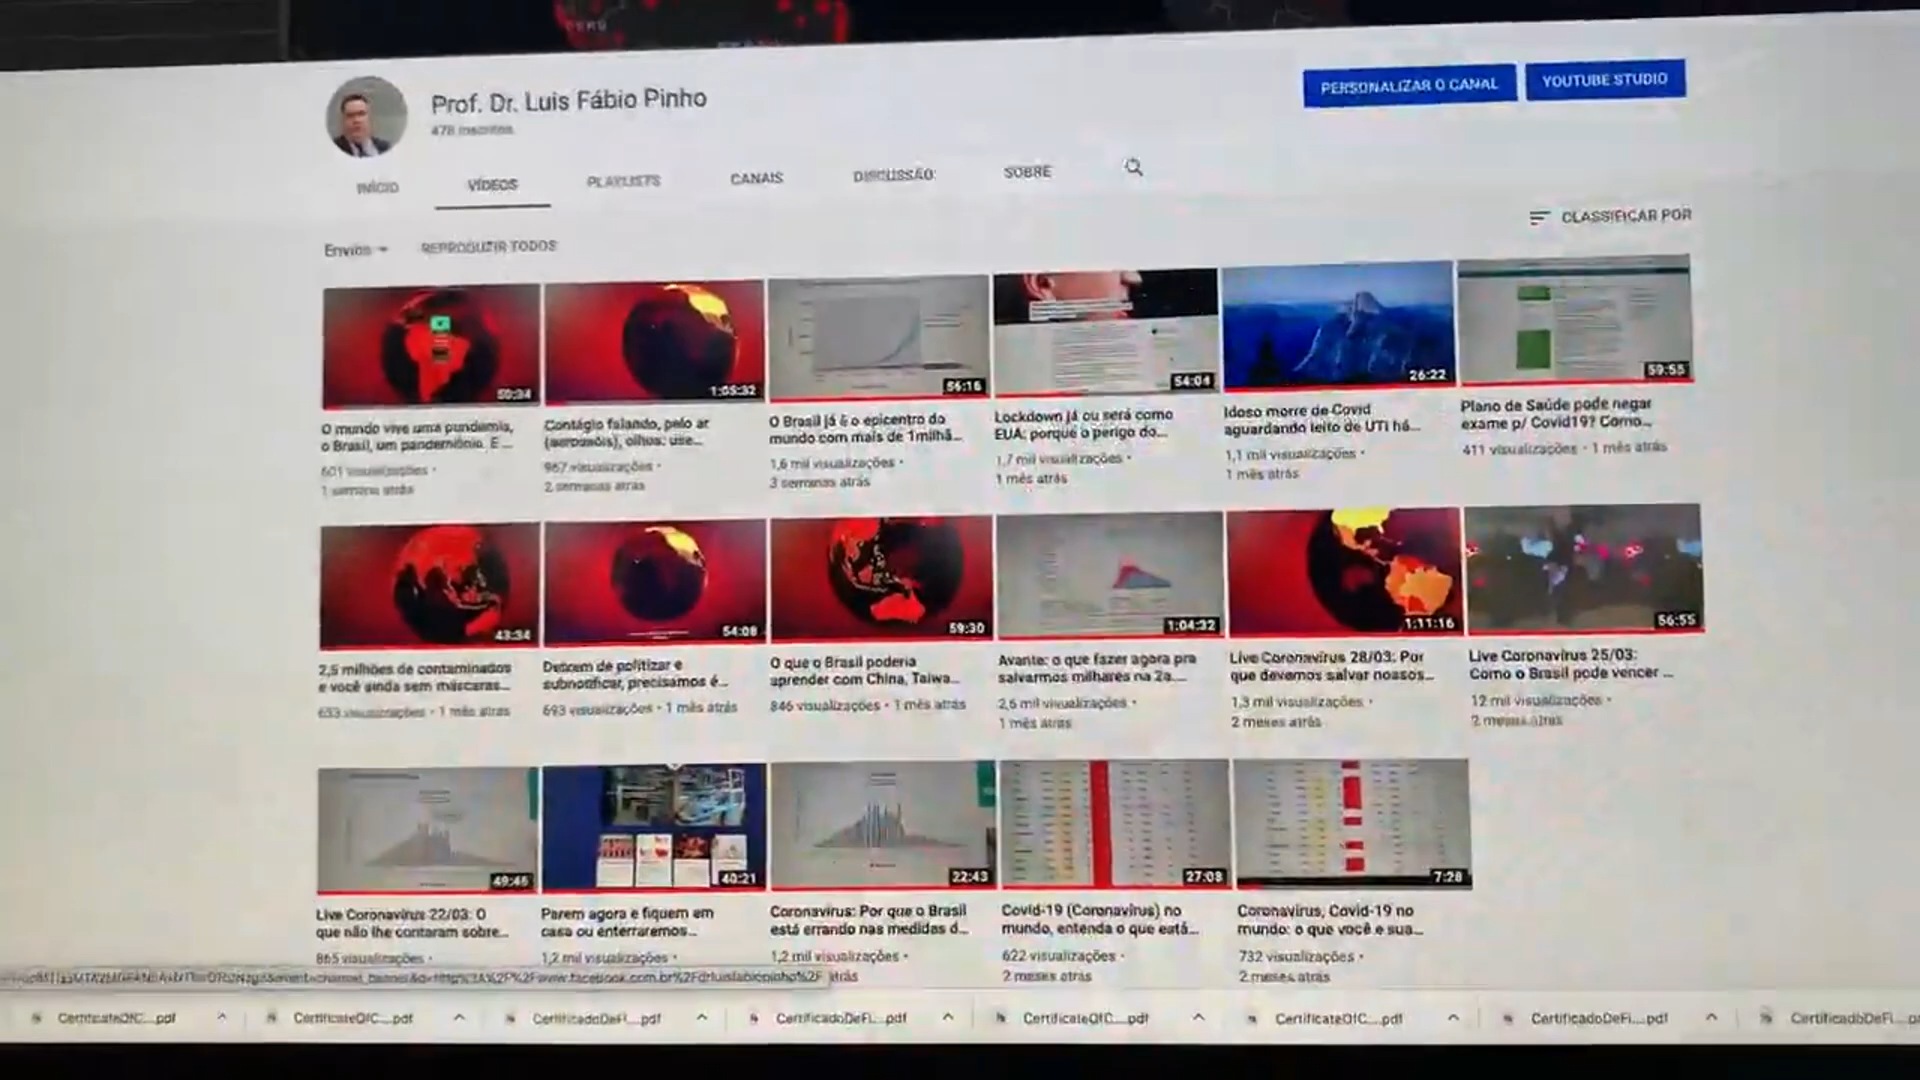 PERU
Prof. Dr. Luis Fábio Pinho
478 inscritos
PERSONALIZAR O CANAL
YOUTUBE STUDIO
INÍCIO
VÍDEOS
PLAYLISTS
CANAIS
DISCUSSÃO
SOBRE
Envios
REPRODUZIR TODOS
CLASSIFICAR POR
50:34
1:05:32
56:16
54:04
26:22
59:55
O mundo vive uma pandemia,
o Brasil, um pandemônio. E ...
601 visualizações •
1 semana atrás
Contágio falando, pelo ar
(aerossóis), olhos: use...
967 visualizações •
2 semanas atrás
O Brasil já é o epicentro do
mundo com mais de 1milhã...
1,6 mil visualizações •
3 semanas atrás
Lockdown já ou será como
EUA: porque o perigo do...
1,7 mil visualizações •
1 mês atrás
Idoso morre de Covid
aguardando leito de UTI há...
1,1 mil visualizações •
1 mês atrás
Plano de Saúde pode negar
exame p/ Covid19? Como...
411 visualizações • 1 mês atrás
43:34
54:08
59:30
1:04:32
1:11:16
56:55
2,5 milhões de contaminados
e você ainda sem máscaras...
653 visualizações • 1 mês atrás
Deixem de politizar e
subnotificar, precisamos é...
693 visualizações • 1 mês atrás
O que o Brasil poderia
aprender com China, Taiwa...
846 visualizações • 1 mês atrás
Avante: o que fazer agora pra
salvarmos milhares na 2a....
2,6 mil visualizações •
1 mês atrás
Live Coronavírus 28/03: Por
que devemos salvar nossos...
1,3 mil visualizações •
2 meses atrás
Live Coronavírus 25/03:
Como o Brasil pode vencer ...
12 mil visualizações •
2 meses atrás
49:46
40:21
22:43
27:08
7:28
Live Coronavírus 22/03: O
que não lhe contaram sobre...
865 visualizações •
Parem agora e fiquem em
casa ou enterraremos...
1,2 mil visualizações •
Coronavírus: Por que o Brasil
está errando nas medidas d...
1,2 mil visualizações •
atrás
Covid-19 (Coronavírus) no
mundo, entenda o que está...
622 visualizações •
2 meses atrás
Coronavírus, Covid-19 no
mundo: o que você e sua...
732 visualizações •
2 meses atrás
CertificateOfC....pdf
CertificateOfC....pdf
CertificadoDeFi....pdf
CertificadoDeFi....pdf
CertificateOfC....pdf
CertificateOfC....pdf
CertificadoDeFi....pdf
CertificadoDeFi....p